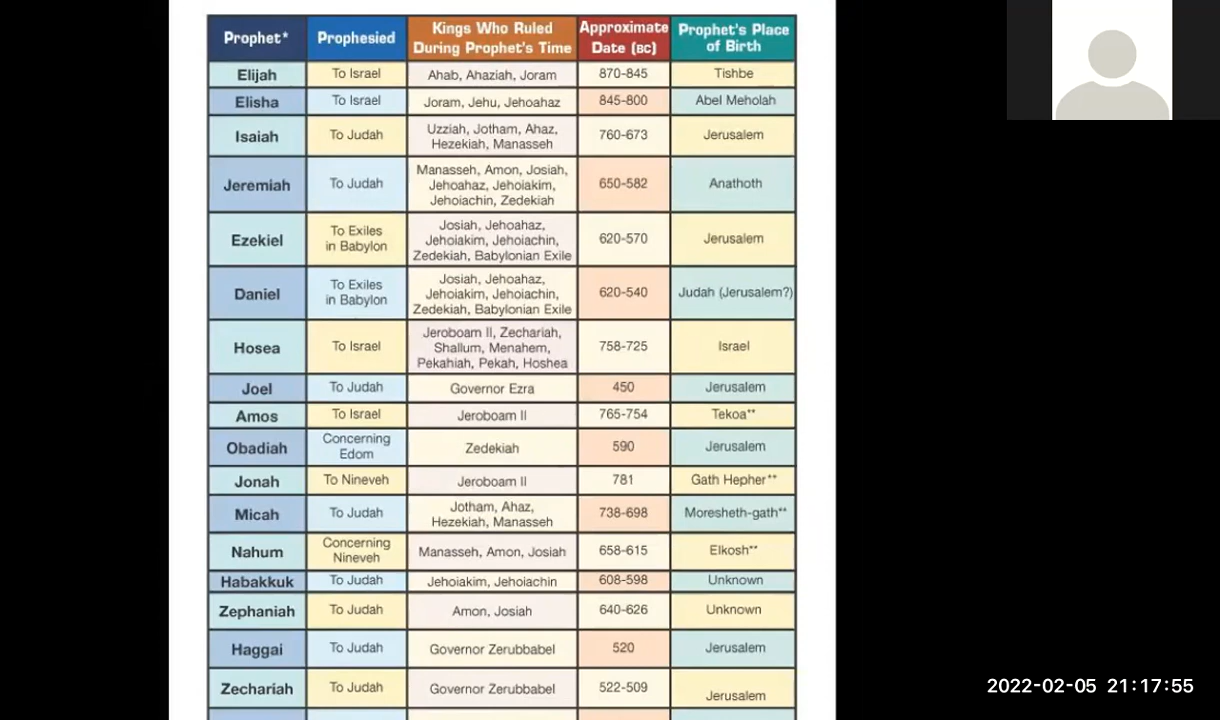 Prophet*
Prophesied
Kings Who Ruled
During Prophet's Time
Approximate
Date (BC)
Prophet's Place
of Birth
Elijah
To Israel
Ahab, Ahaziah, Joram
870-845
Tishbe
Elisha
To Israel
Joram, Jehu, Jehoahaz
845-800
Abel Meholah
Isaiah
To Judah
Uzziah, Jotham, Ahaz,
Hezekiah, Manasseh
760-673
Jerusalem
Jeremiah
To Judah
Manasseh, Amon, Josiah,
Jehoahaz, Jehoiakim,
Jehoiachin, Zedekiah
650-582
Anathoth
Ezekiel
To Exiles
in Babylon
Josiah, Jehoahaz,
Jehoiakim, Jehoiachin,
Zedekiah, Babylonian Exile
620-570
Jerusalem
Daniel
To Exiles
in Babylon
Josiah, Jehoahaz,
Jehoiakim, Jehoiachin,
Zedekiah, Babylonian Exile
620-540
Judah (Jerusalem?)
Hosea
To Israel
Jeroboam II, Zechariah,
Shallum, Menahem,
Pekahiah, Pekah, Hoshea
758-725
Israel
Joel
To Judah
Governor Ezra
450
Jerusalem
Amos
To Israel
Jeroboam II
765-754
Tekoa**
Obadiah
Concerning
Edom
Zedekiah
590
Jerusalem
Jonah
To Nineveh
Jeroboam II
781
Gath Hepher**
Micah
To Judah
Jotham, Ahaz,
Hezekiah, Manasseh
738-698
Moresheth-gath**
Nahum
Concerning
Nineveh
Manasseh, Amon, Josiah
658-615
Elkosh**
Habakkuk
To Judah
Jehoiakim, Jehoiachin
608-598
Unknown
Zephaniah
To Judah
Amon, Josiah
640-626
Unknown
Haggai
To Judah
Governor Zerubbabel
520
Jerusalem
Zechariah
To Judah
Governor Zerubbabel
522-509
Jerusalem
2022-02-05 21:17:55